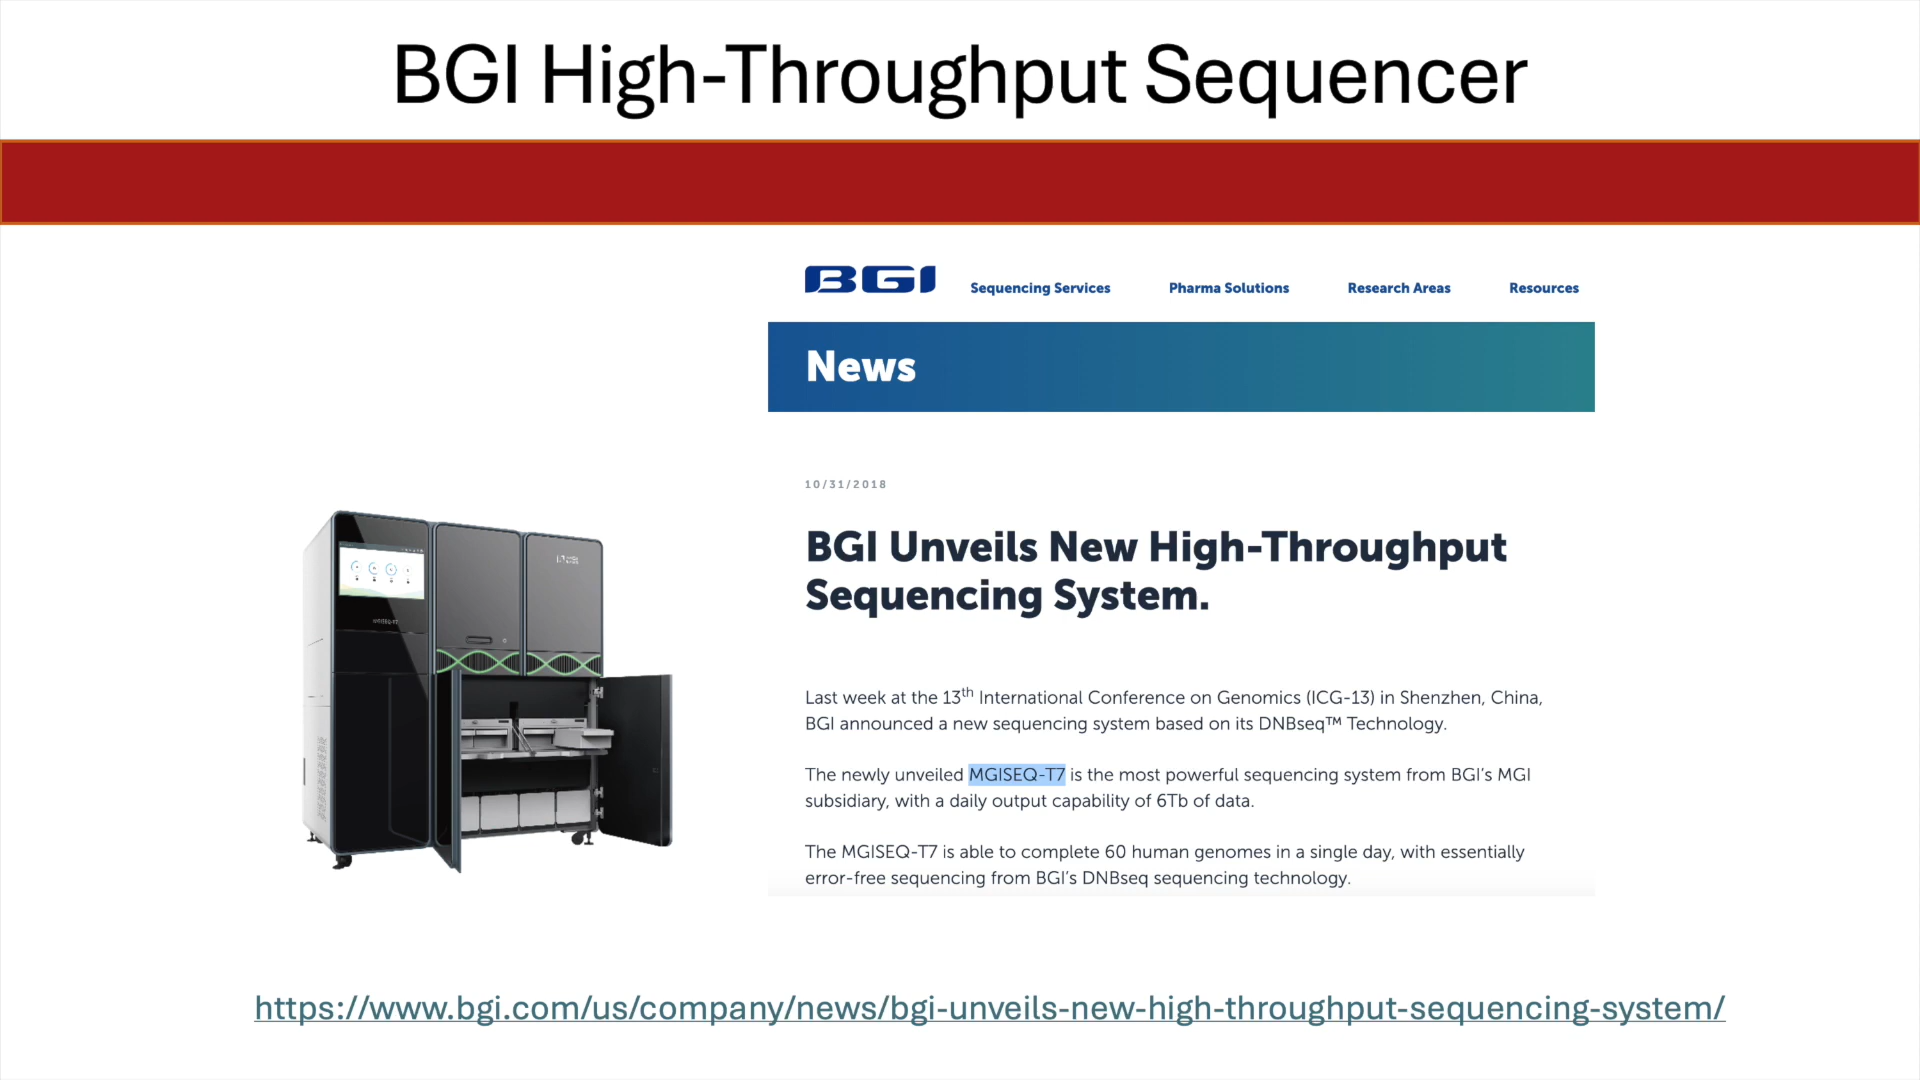 BGI High-Throughput Sequencer
BGI
Sequencing Services
Pharma Solutions
Research Areas
Resources
News
10/31/2018
BGI Unveils New High-Throughput
Sequencing System.
Last week at the 13th International Conference on Genomics (ICG-13) in Shenzhen, China,
BGI announced a new sequencing system based on its DNBseq™ Technology.
The newly unveiled MGISEQ-T7 is the most powerful sequencing system from BGI's MGI
subsidiary, with a daily output capability of 6Tb of data.
The MGISEQ-T7 is able to complete 60 human genomes in a single day, with essentially
error-free sequencing from BGI's DNBseq sequencing technology.
https://www.bgi.com/us/company/news/bgi-unveils-new-high-throughput-sequencing-system/